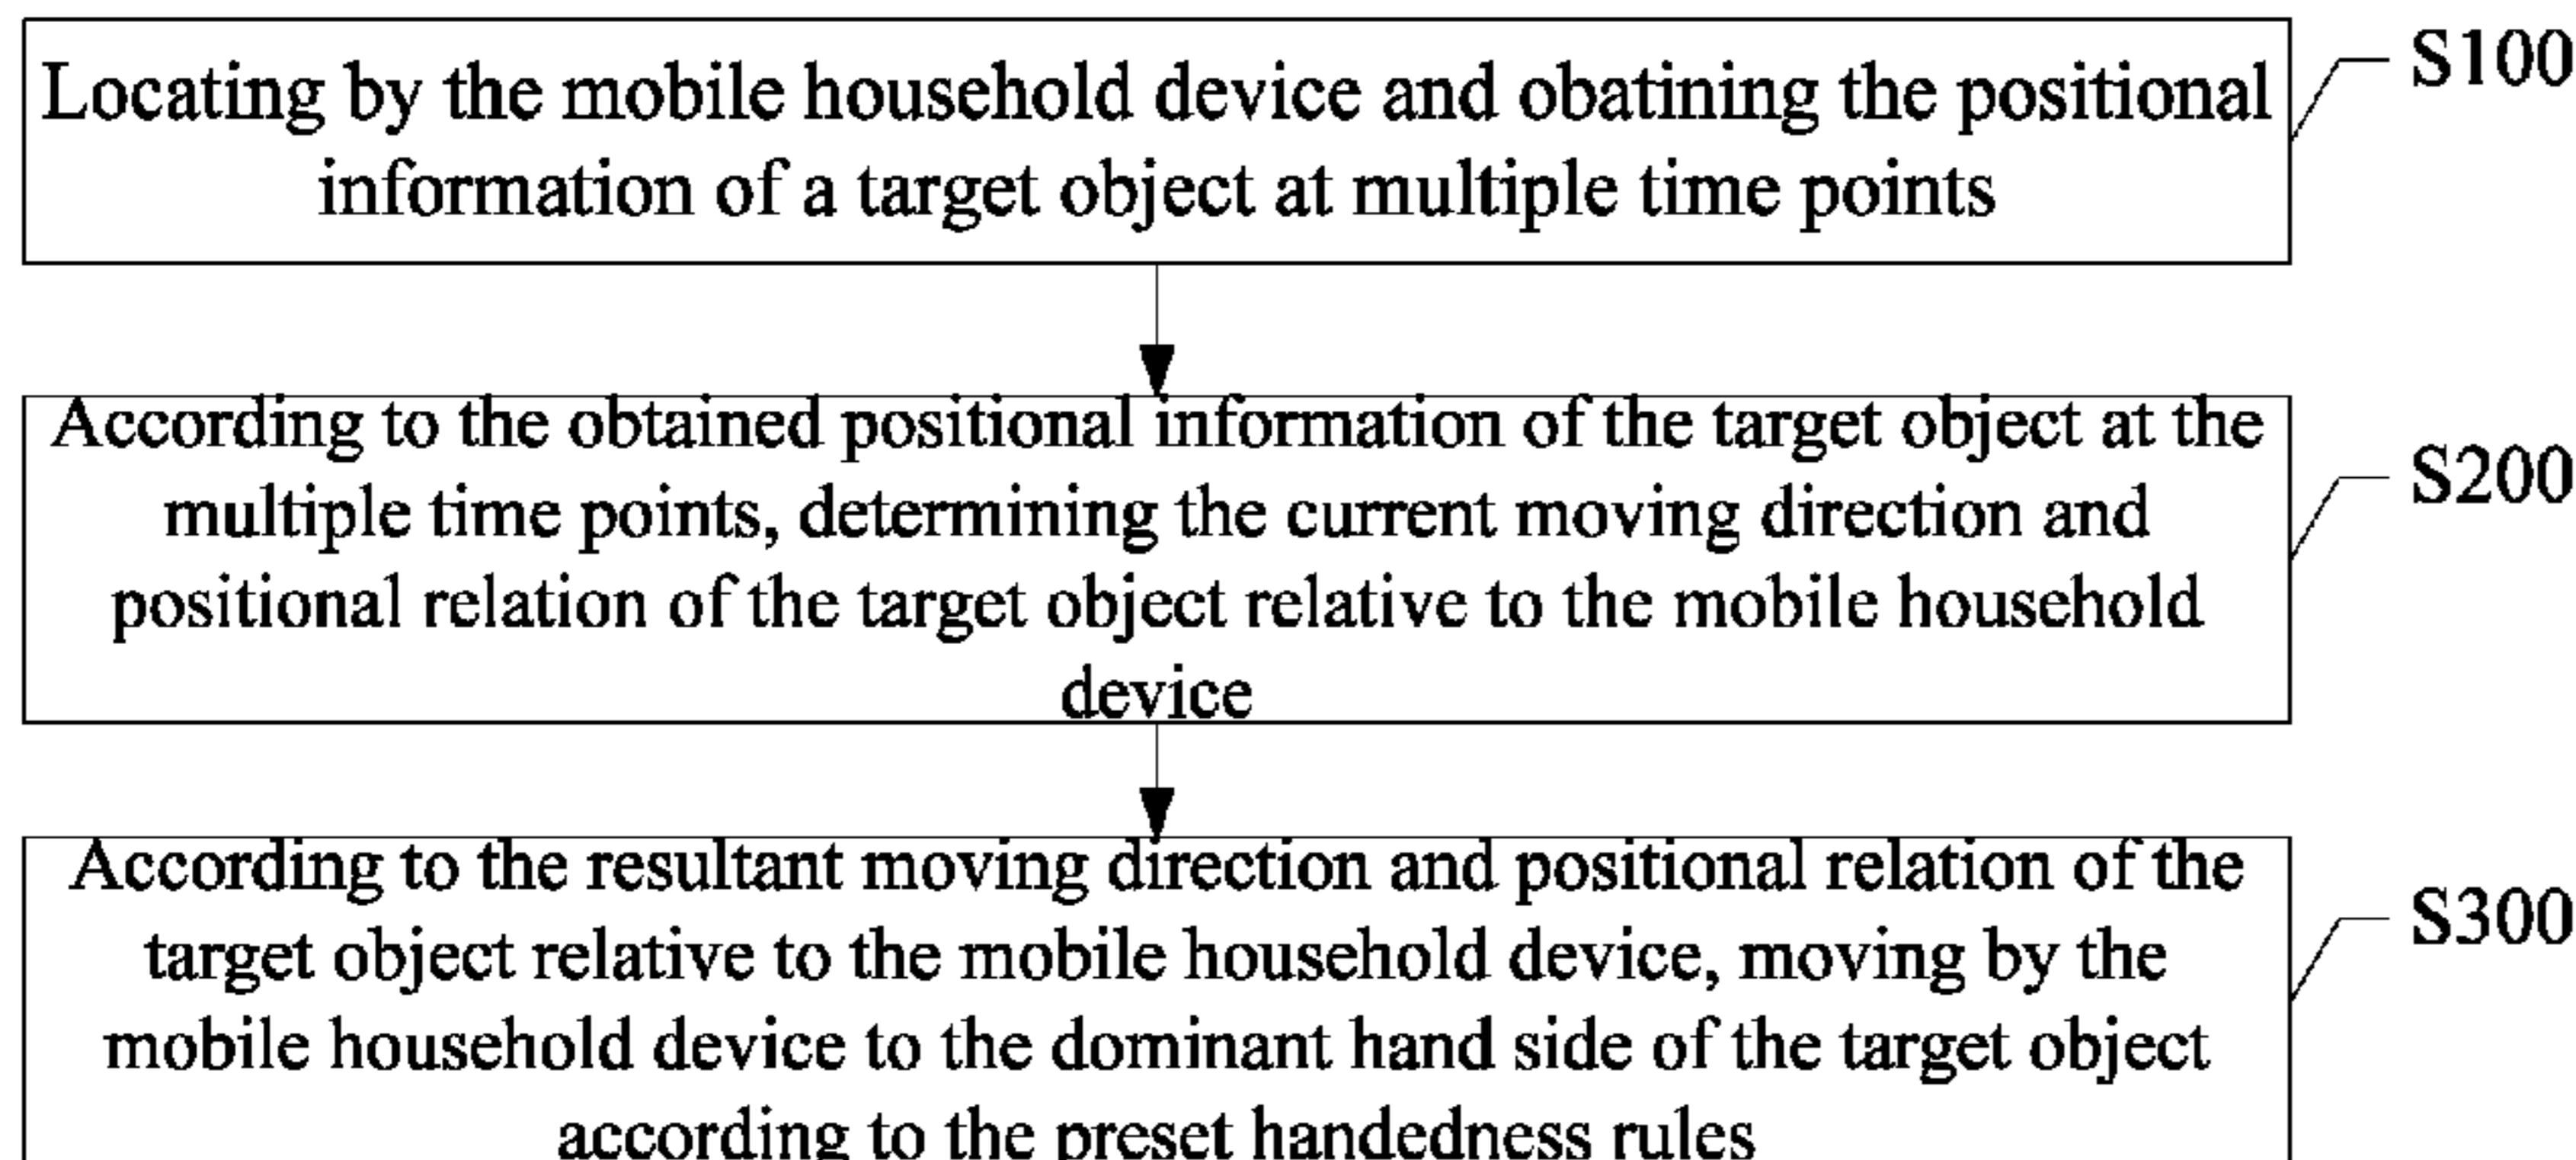 Locating by the mobile household device and obatining the positional
information of a target object at multiple time points
S100
According to the obtained positional information of the target object at the
multiple time points, determining the current moving direction and
positional relation of the target object relative to the mobile household
device
S200
According to the resultant moving direction and positional relation of the
target object relative to the mobile household device, moving by the
mobile household device to the dominant hand side of the target object
according to the preset handedness rules
S300